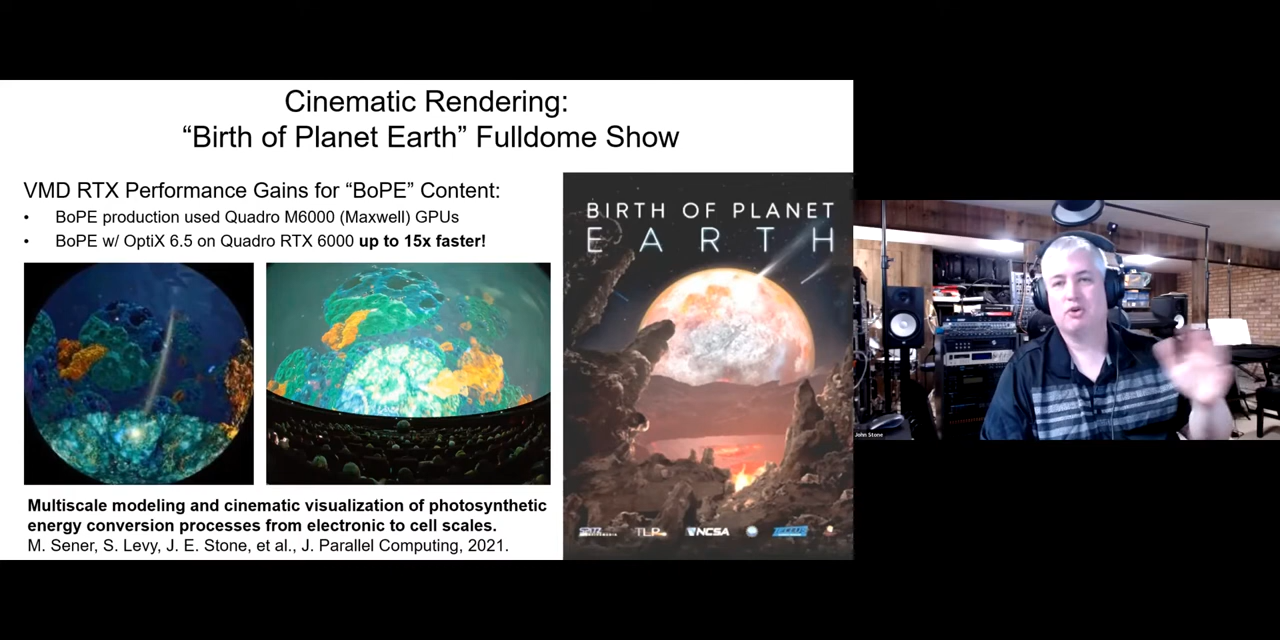 Cinematic Rendering:
“Birth of Planet Earth” Fulldome Show
VMD RTX Performance Gains for “BoPE” Content:
• BoPE production used Quadro M6000 (Maxwell) GPUs
• BoPE w/ OptiX 6.5 on Quadro RTX 6000 up to 15x faster!
Multiscale modeling and cinematic visualization of photosynthetic
energy conversion processes from electronic to cell scales.
M. Sener, S. Levy, J. E. Stone, et al., J. Parallel Computing, 2021.
BIRTH OF PLANET
EARTH
TLP NCSA
John Stone